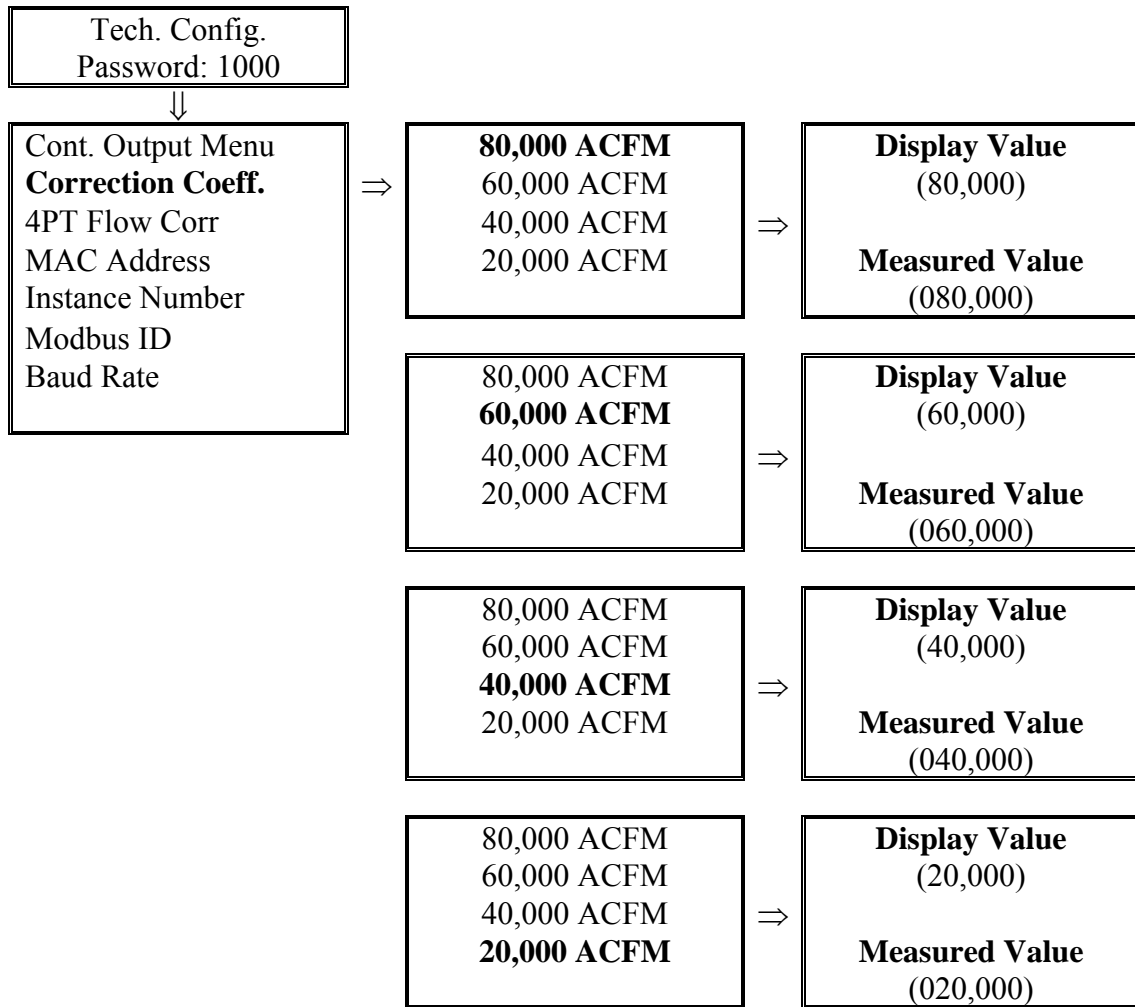 Tech. Config.
Password: 1000
⇓
Cont. Output Menu
Correction Coeff.
4PT Flow Corr
MAC Address
Instance Number
Modbus ID
Baud Rate
⇒
80,000 ACFM
60,000 ACFM
40,000 ACFM
20,000 ACFM
⇒
Display Value
(80,000)
Measured Value
(080,000)
80,000 ACFM
60,000 ACFM
40,000 ACFM
20,000 ACFM
⇒
Display Value
(60,000)
Measured Value
(060,000)
80,000 ACFM
60,000 ACFM
40,000 ACFM
20,000 ACFM
⇒
Display Value
(40,000)
Measured Value
(040,000)
80,000 ACFM
60,000 ACFM
40,000 ACFM
20,000 ACFM
⇒
Display Value
(20,000)
Measured Value
(020,000)